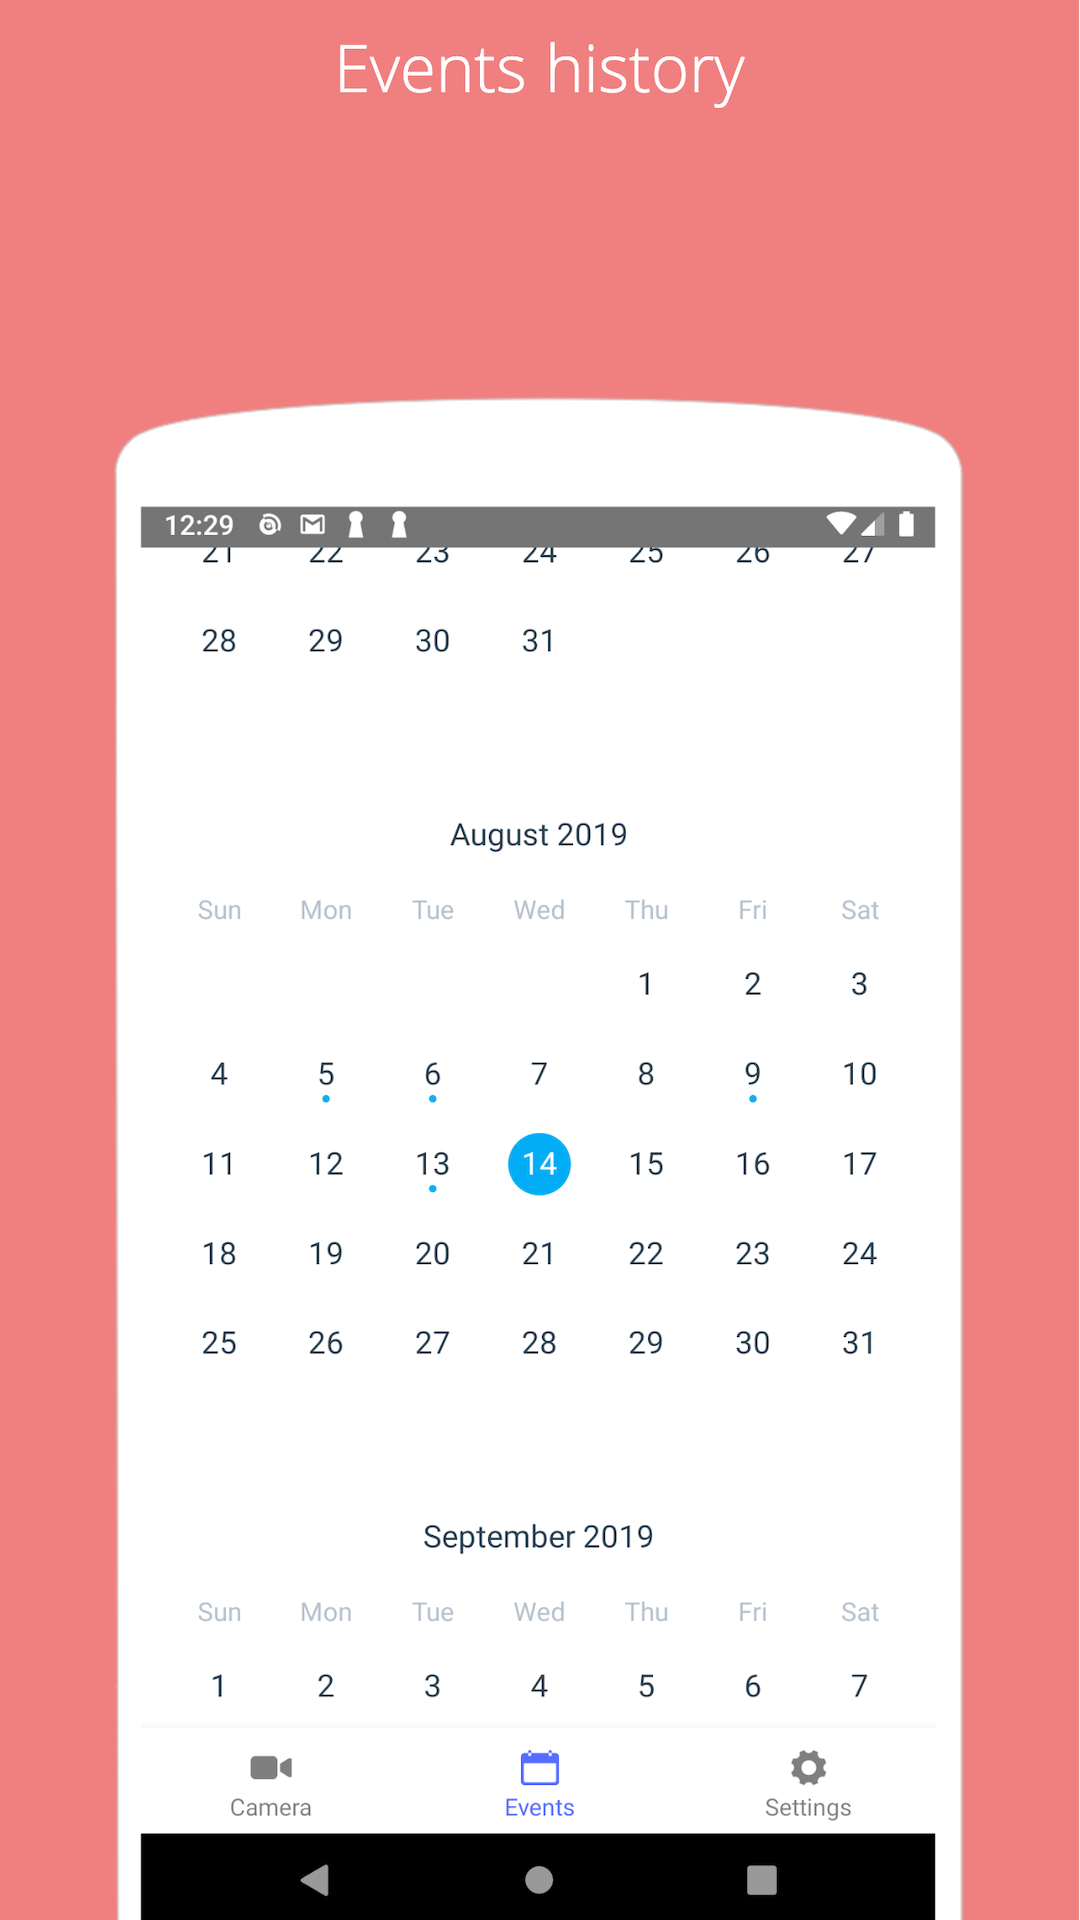 Events history
12:29
21 22 23 24 25 26 27
28 29 30 31
August 2019
Sun Mon Tue Wed Thu Fri Sat
1 2 3
4 5 6 7 8 9 10
11 12 13 14 15 16 17
18 19 20 21 22 23 24
25 26 27 28 29 30 31
September 2019
Sun Mon Tue Wed Thu Fri Sat
1 2 3 4 5 6 7
Camera Events Settings